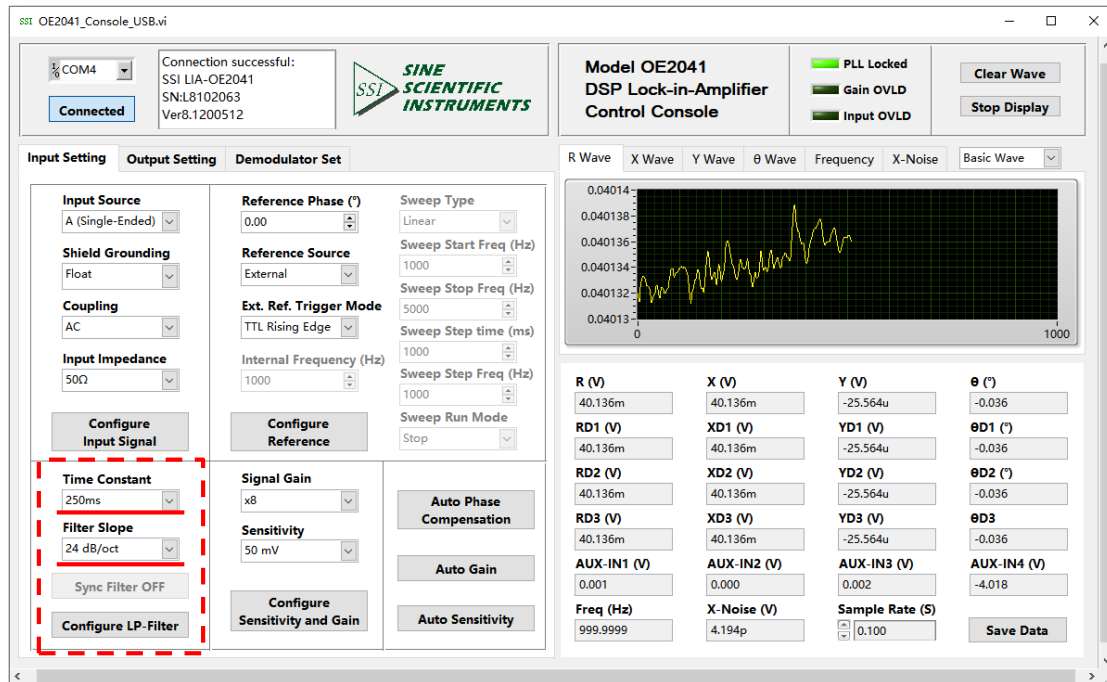 SSI OE2041_Console_USB.vi
I/O COM4
Connected
Connection successful:
SSI LIA-OE2041
SN:L8102063
Ver8.1200512
SSI
SINE
SCIENTIFIC
INSTRUMENTS
Model OE2041
DSP Lock-in-Amplifier
Control Console
PLL Locked
Gain OVLD
Input OVLD
Clear Wave
Stop Display
Input Setting Output Setting Demodulator Set
Input Source
A (Single-Ended)
Shield Grounding
Float
Coupling
AC
Input Impedance
50Ω
Configure
Input Signal
Reference Phase (°)
0.00
Reference Source
External
Ext. Ref. Trigger Mode
TTL Rising Edge
Internal Frequency (Hz)
1000
Configure
Reference
Sweep Type
Linear
Sweep Start Freq (Hz)
1000
Sweep Stop Freq (Hz)
5000
Sweep Step time (ms)
1000
Sweep Step Freq (Hz)
1000
Sweep Run Mode
Stop
Time Constant
250ms
Filter Slope
24 dB/oct
Sync Filter OFF
Configure LP-Filter
Signal Gain
x8
Sensitivity
50 mV
Configure
Sensitivity and Gain
Auto Phase
Compensation
Auto Gain
Auto Sensitivity
R Wave X Wave Y Wave θ Wave Frequency X-Noise Basic Wave
0.04014
0.040138
0.040136
0.040134
0.040132
0.04013
0 1000
R (V) X (V) Y (V) θ (°)
40.136m 40.136m -25.564u -0.036
RD1 (V) XD1 (V) YD1 (V) θD1 (°)
40.136m 40.136m -25.564u -0.036
RD2 (V) XD2 (V) YD2 (V) θD2 (°)
40.136m 40.136m -25.564u -0.036
RD3 (V) XD3 (V) YD3 (V) θD3
40.136m 40.136m -25.564u -0.036
AUX-IN1 (V) AUX-IN2 (V) AUX-IN3 (V) AUX-IN4 (V)
0.001 0.000 0.002 -4.018
Freq (Hz) X-Noise (V) Sample Rate (S)
999.9999 4.194p 0.100 Save Data